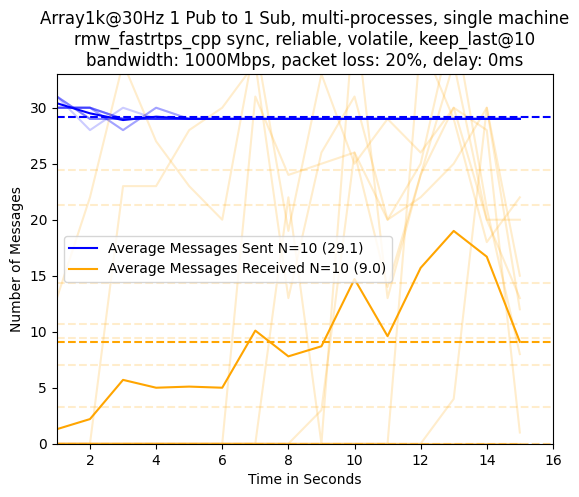 Array1k@30Hz 1 Pub to 1 Sub, multi-processes, single machine
rmw_fastrtps_cpp sync, reliable, volatile, keep_last@10
bandwidth: 1000Mbps, packet loss: 20%, delay: 0ms
Number of Messages
30
25
20
15
10
5
0
Average Messages Sent N=10 (29.1)
Average Messages Received N=10 (9.0)
2 4 6 8 10 12 14 16
Time in Seconds